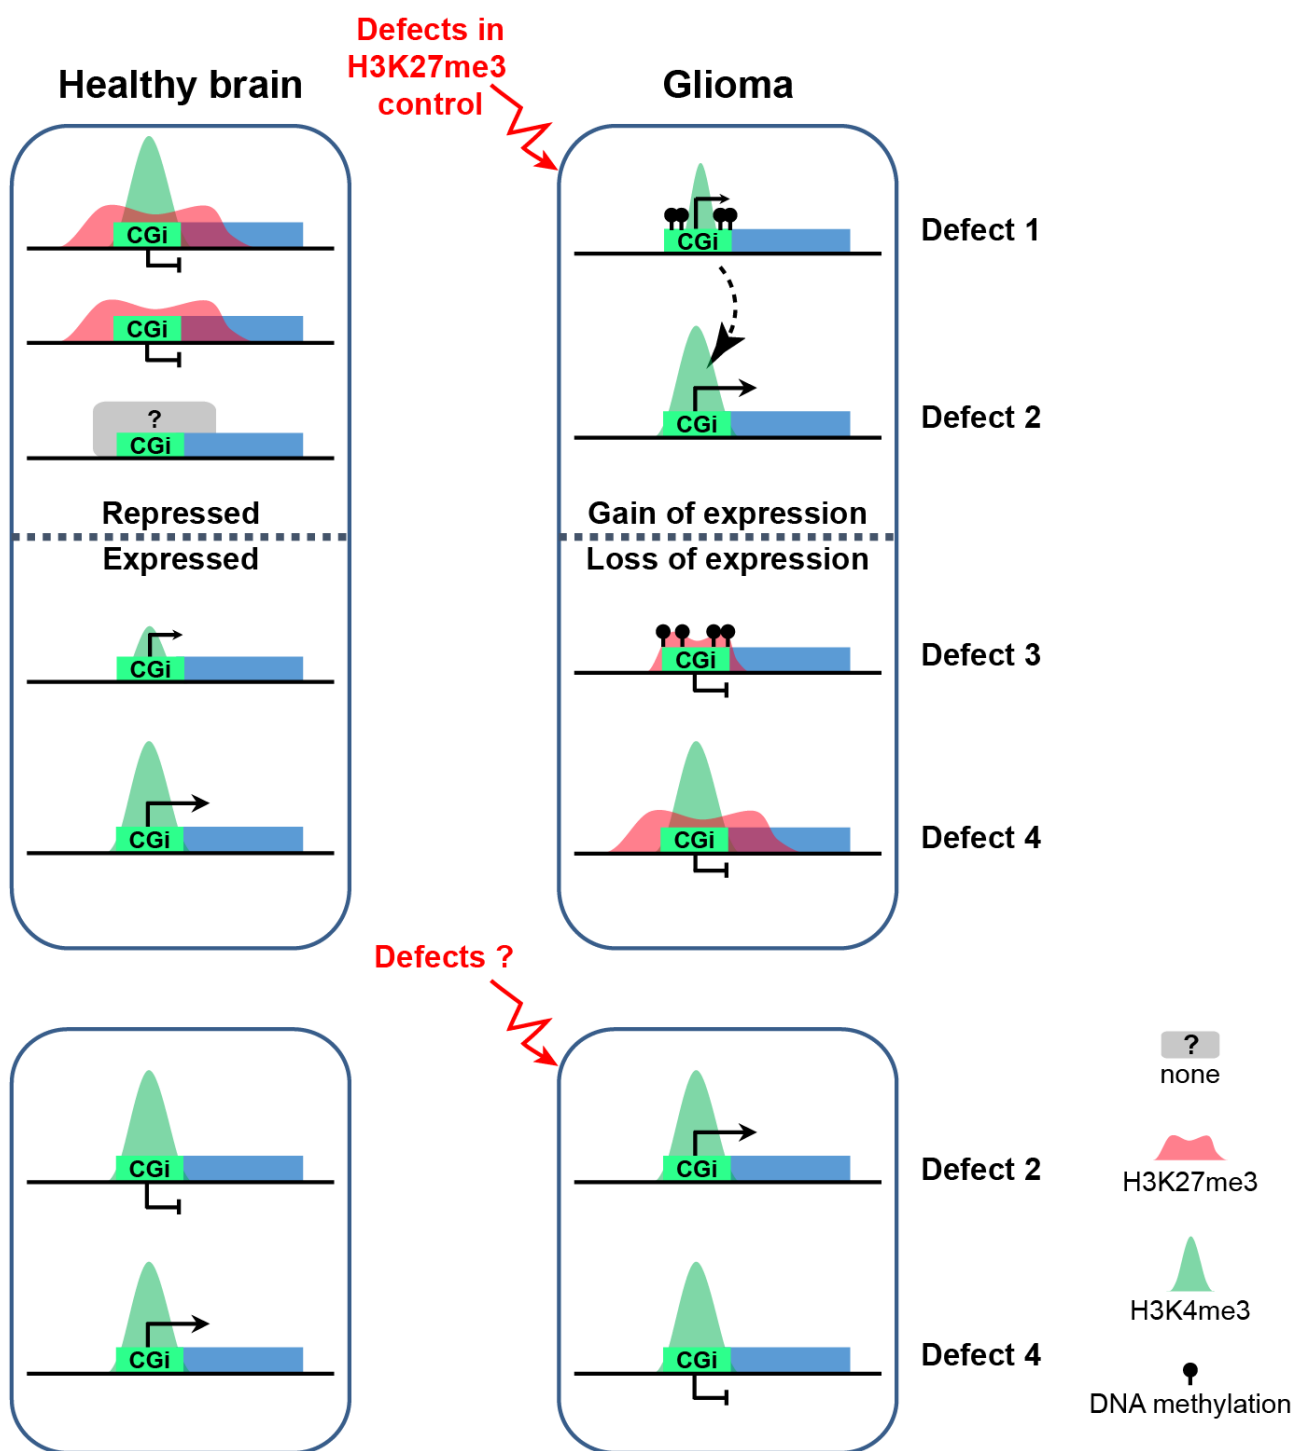 Defects in
H3K27me3
control
Healthy brain
Glioma
CGi
CGi
Defect 1
CGi
?
CGi
CGi
Defect 2
Repressed
Gain of expression
Expressed
Loss of expression
CGi
CGi
Defect 3
CGi
CGi
Defect 4
Defects ?
?
none
CGi
CGi
Defect 2
H3K27me3
H3K4me3
CGi
CGi
Defect 4
DNA methylation